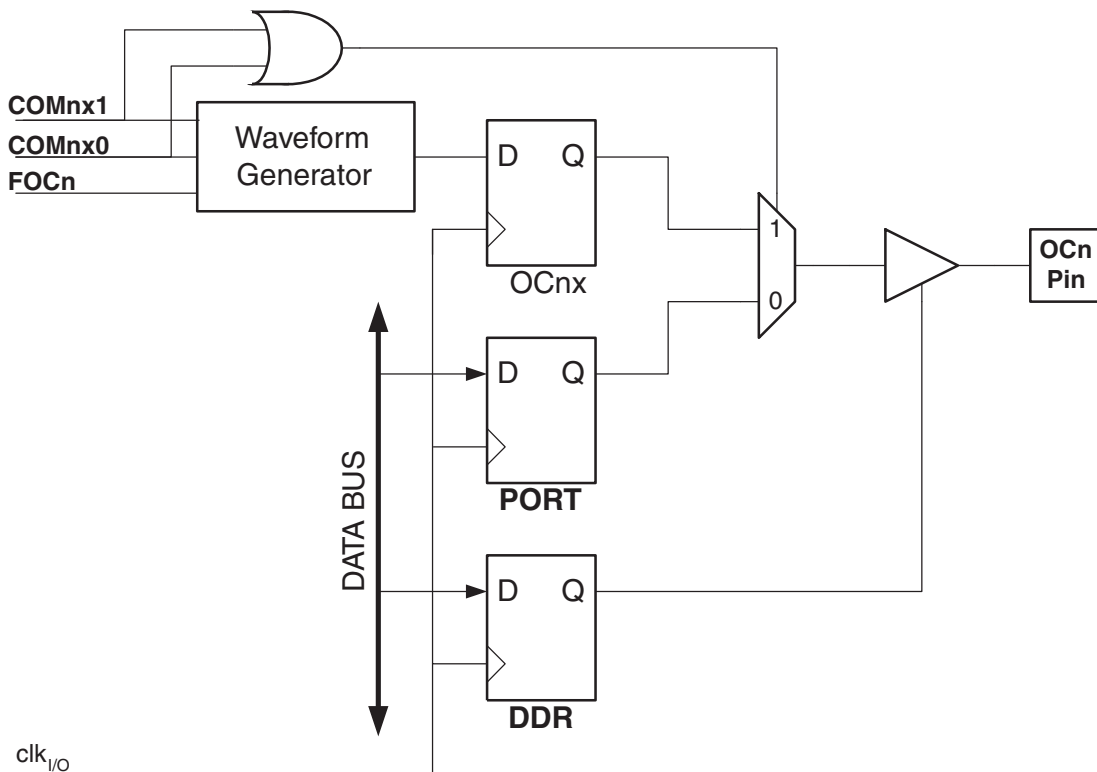 COMnx1
COMnx0
FOCn
Waveform
Generator
D Q
OCnx
1
0
OCn
Pin
D Q
PORT
DATA BUS
D Q
DDR
clkI/O